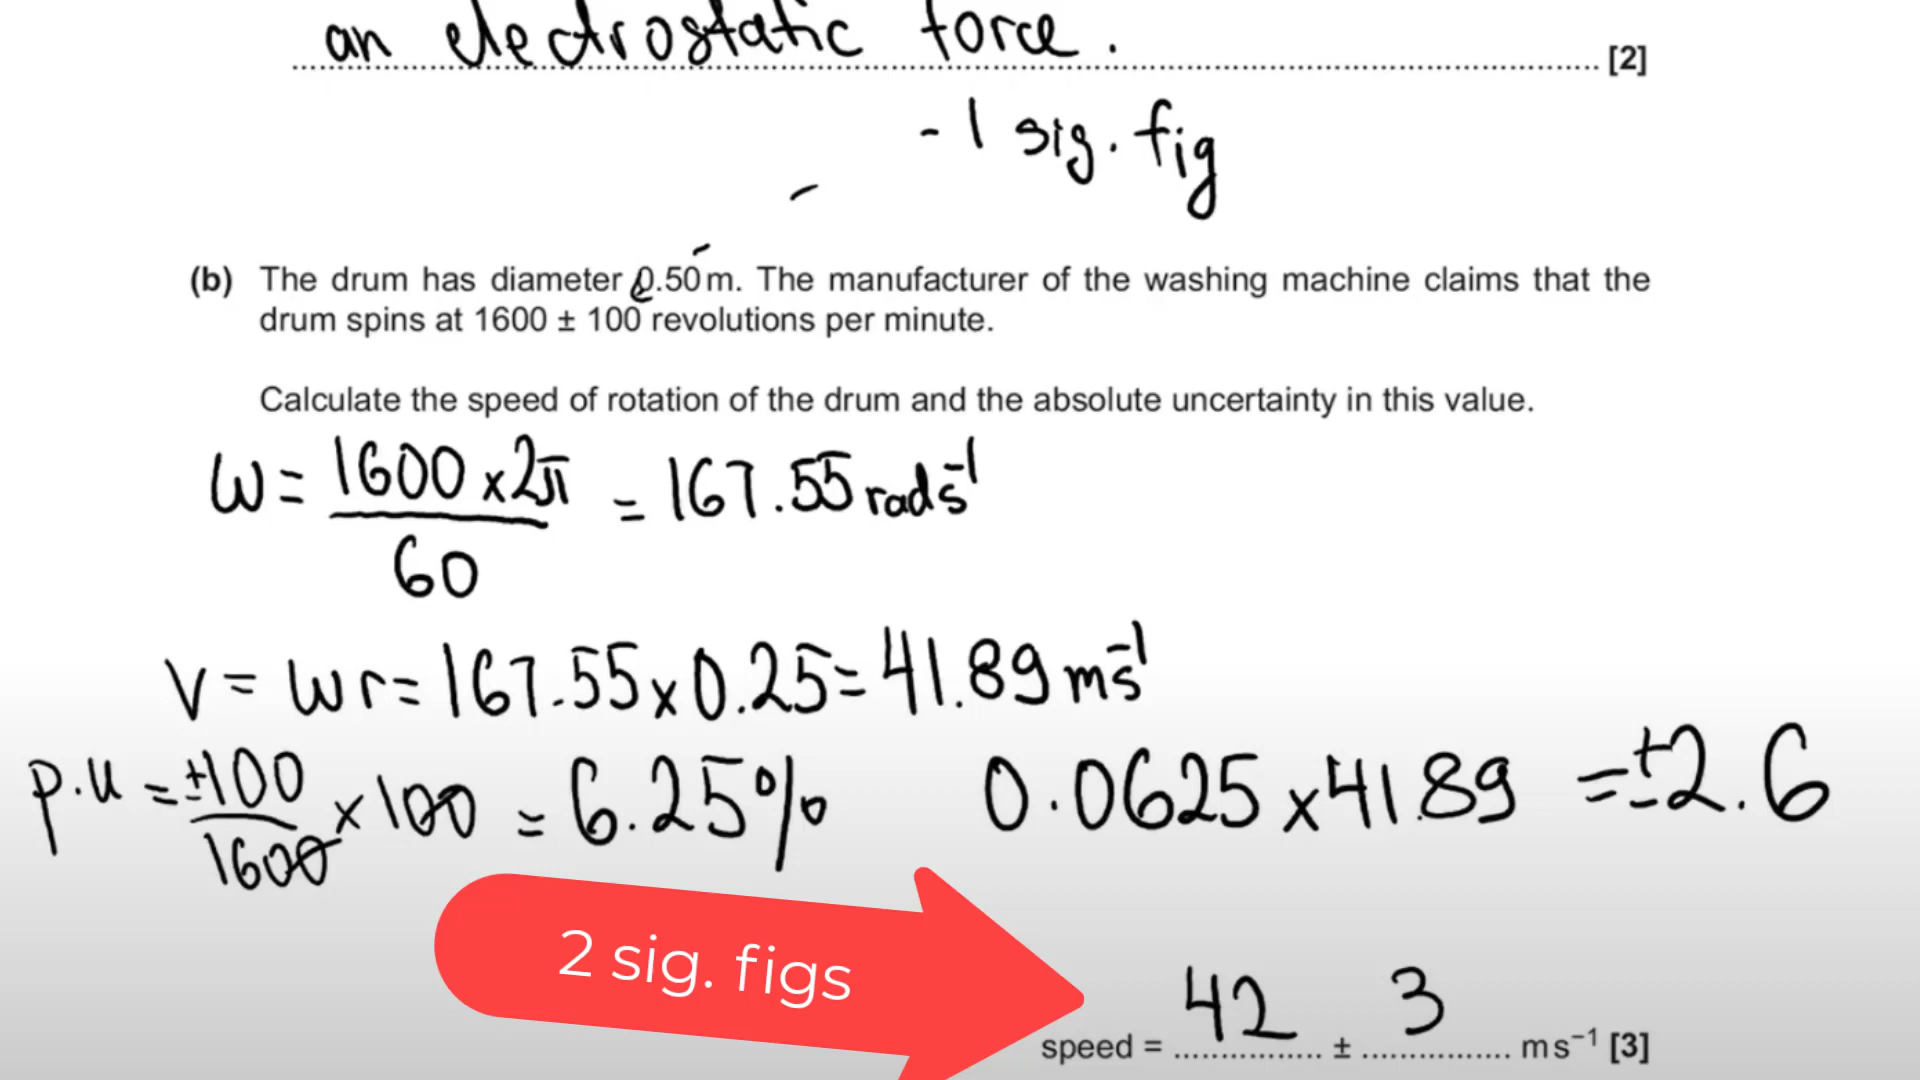 an electrostatic force.
[2]
- 1 sig. fig
(b) The drum has diameter 0.50 m. The manufacturer of the washing machine claims that the
drum spins at 1600 ± 100 revolutions per minute.
Calculate the speed of rotation of the drum and the absolute uncertainty in this value.
ω = 1600 × 2π / 60 = 167.55 rads⁻¹
v = ωr = 167.55 × 0.25 = 41.89 ms⁻¹
p.u = ±100 / 1600 × 100 = 6.25% 0.0625 × 41.89 = ±2.6
2 sig. figs
speed = 42 ± 3 m s⁻¹ [3]